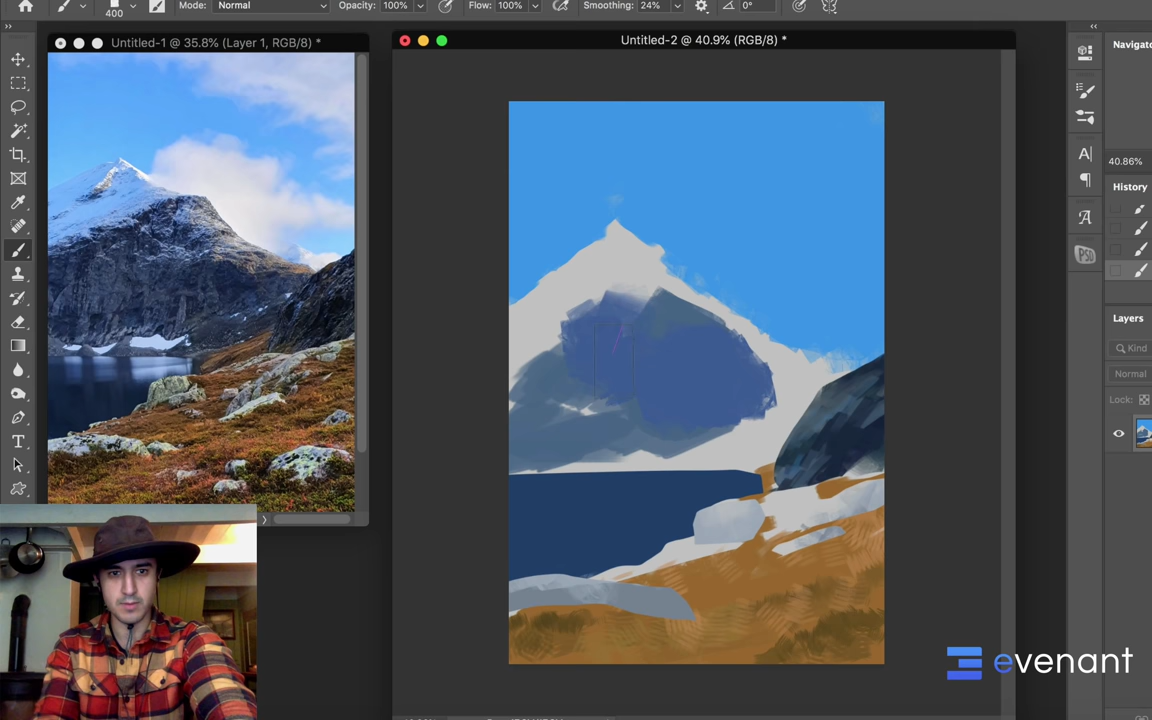 400
Mode:
Normal
Opacity:
100%
Flow:
100%
Smoothing:
24%
0°
Untitled-1 @ 35.8% (Layer 1, RGB/8) *
Untitled-2 @ 40.9% (RGB/8) *
Navigator
40.86%
History
Layers
Kind
Normal
Lock:
evenant